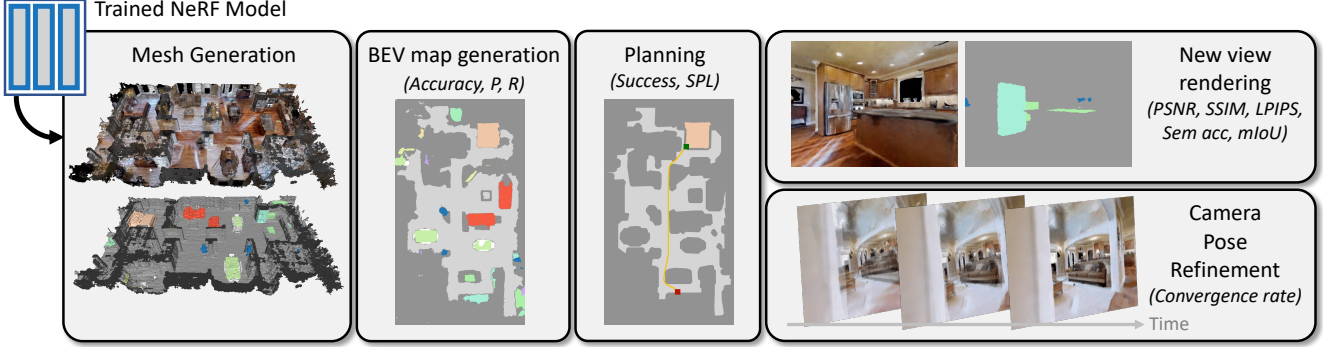 Trained NeRF Model
Mesh Generation
BEV map generation
(Accuracy, P, R)
Planning
(Success, SPL)
New view
rendering
(PSNR, SSIM, LPIPS,
Sem acc, mIoU)
Camera
Pose
Refinement
(Convergence rate)
Time